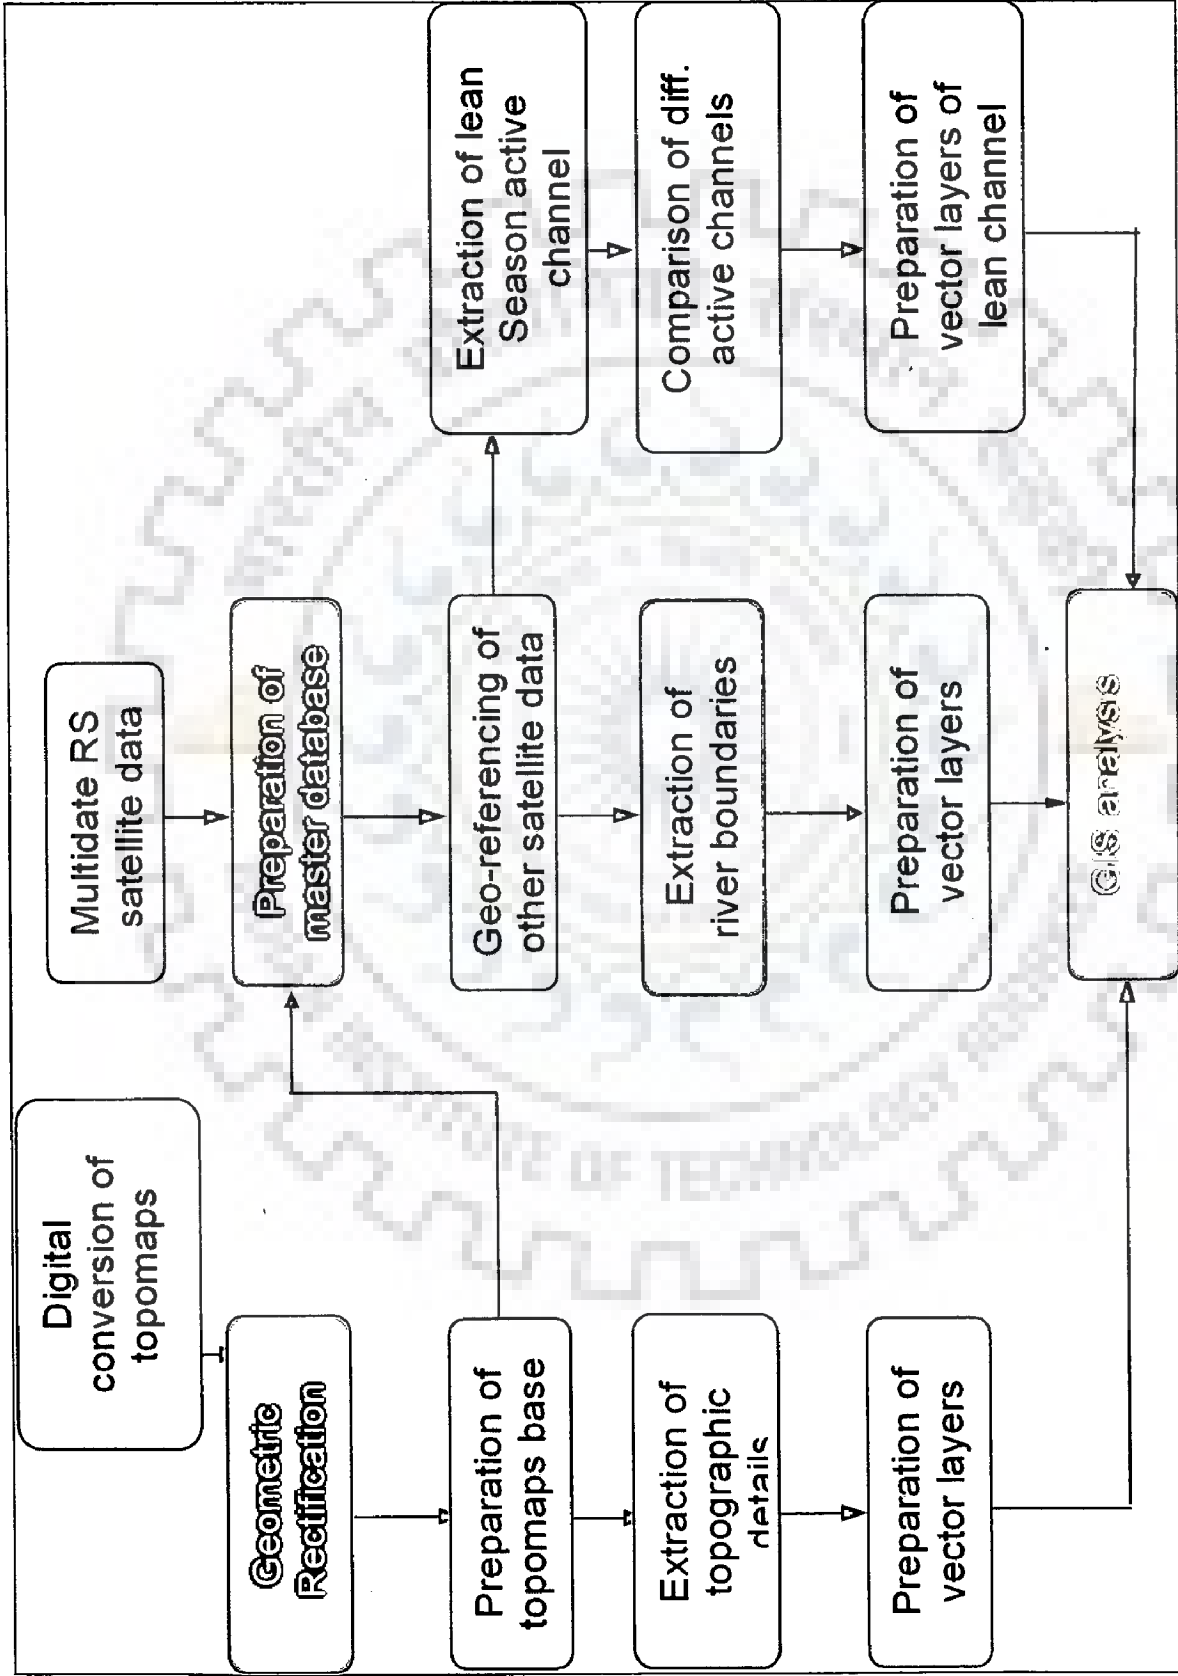 Digital
conversion of
topomaps
Geometric
Rectification
Preparation of
topomaps base
Extraction of
topographic
details
Preparation of
vector layers
Multidate RS
satellite data
Preparation of
master database
Geo-referencing of
other satellite data
Extraction of
river boundaries
Preparation of
vector layers
GIS analysis
Extraction of lean
Season active
channel
Comparison of diff.
active channels
Preparation of
vector layers of
lean channel
OF TECHNOLOGY